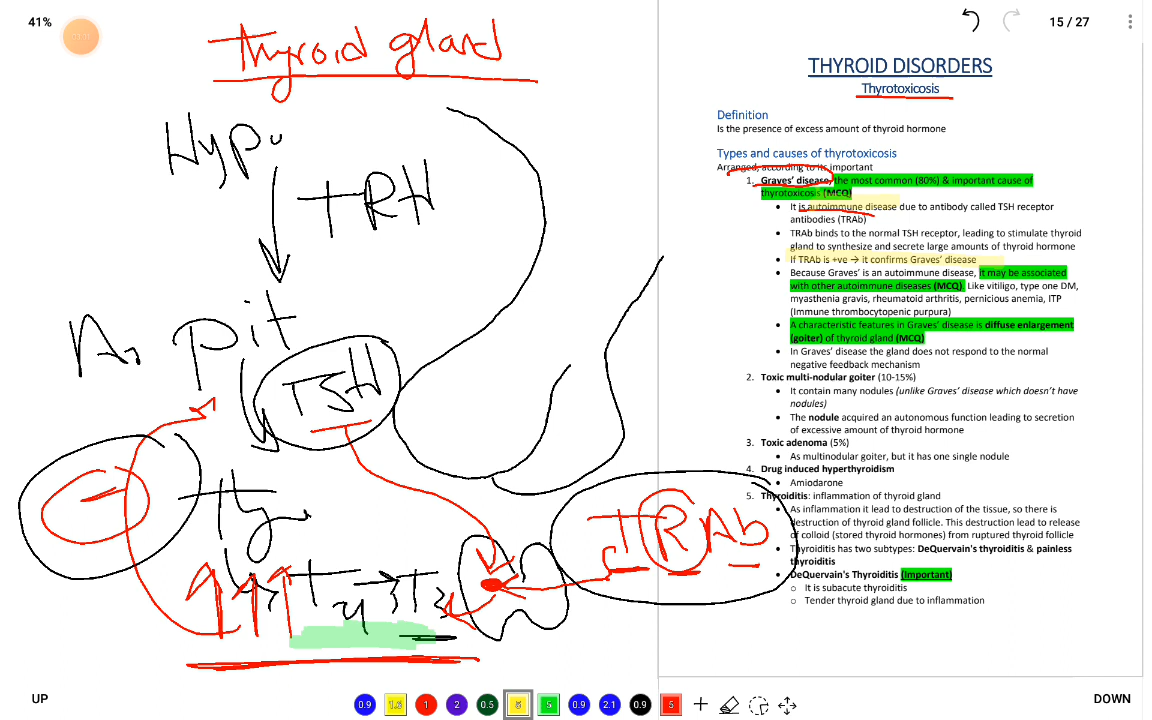 41%
15 / 27
Thyroid gland
Hypo
TRH
A. pit
TSH
Thy
T4 → T3
TRAb
THYROID DISORDERS
Thyrotoxicosis
Definition
Is the presence of excess amount of thyroid hormone
Types and causes of thyrotoxicosis
Arranged, according to its important
1. Graves' disease, the most common (80%) & important cause of
thyrotoxicosis (MCQ)
• It is autoimmune disease due to antibody called TSH receptor
antibodies (TRAb)
• TRAb binds to the normal TSH receptor, leading to stimulate thyroid
gland to synthesize and secrete large amounts of thyroid hormone
• If TRAb is +ve → it confirms Graves' disease
• Because Graves' is an autoimmune disease, it may be associated
with other autoimmune diseases (MCQ). Like vitiligo, type one DM,
myasthenia gravis, rheumatoid arthritis, pernicious anemia, ITP
(Immune thrombocytopenic purpura)
• A characteristic features in Graves' disease is diffuse enlargement
(goiter) of thyroid gland (MCQ)
• In Graves' disease the gland does not respond to the normal
negative feedback mechanism
2. Toxic multi-nodular goiter (10-15%)
• It contain many nodules (unlike Graves' disease which doesn't have
nodules)
• The nodule acquired an autonomous function leading to secretion
of excessive amount of thyroid hormone
3. Toxic adenoma (5%)
• As multinodular goiter, but it has one single nodule
4. Drug induced hyperthyroidism
• Amiodarone
5. Thyroiditis: inflammation of thyroid gland
• As inflammation it lead to destruction of the tissue, so there is
destruction of thyroid gland follicle. This destruction lead to release
of colloid (stored thyroid hormones) from ruptured thyroid follicle
• Thyroiditis has two subtypes: DeQuervain's thyroiditis & painless
thyroiditis
• DeQuervain's Thyroiditis (Important)
o It is subacute thyroiditis
o Tender thyroid gland due to inflammation
UP
0.9 1.6 1 2 0.5 6 5 0.9 2.1 0.9 5
DOWN